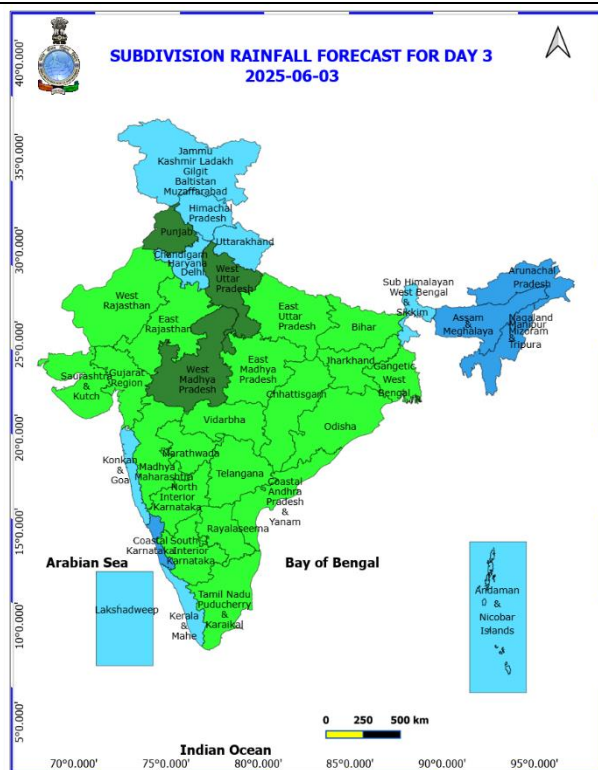 SUBDIVISION RAINFALL FORECAST FOR DAY 3
2025-06-03
40°0.000'
35°0.000'
30°0.000'
25°0.000'
20°0.000'
15°0.000'
10°0.000'
5°0.000'
Jammu
Kashmir Ladakh
Gilgit
Baltistan
Muzaffarabad
Himachal
Pradesh
Punjab
Uttarakhand
Chandigarh
Haryana
Delhi
West
Uttar
Pradesh
Arunachal
Pradesh
Sub Himalayan
West Bengal
&
Sikkim
West
Rajasthan
East
Rajasthan
East
Uttar
Pradesh
Bihar
Assam
&
Meghalaya
Nagaland
Manipur
Mizoram
&
Tripura
Saurashtra
&
Kutch
Gujarat
Region
West
Madhya
Pradesh
East
Madhya
Pradesh
Jharkhand
Gangetic
West
Bengal
Chhattisgarh
Vidarbha
Odisha
Konkan
&
Goa
Marathwada
Madhya
Maharashtra
Telangana
North
Interior
Karnataka
Coastal
Andhra
Pradesh
&
Yanam
Rayalaseema
Coastal
Karnataka
South
Interior
Karnataka
Arabian Sea
Bay of Bengal
Lakshadweep
Kerala
&
Mahe
Tamil Nadu
Puducherry
&
Karaikal
Andaman
&
Nicobar
Islands
0 250 500 km
Indian Ocean
70°0.000' 75°0.000' 80°0.000' 85°0.000' 90°0.000' 95°0.000'